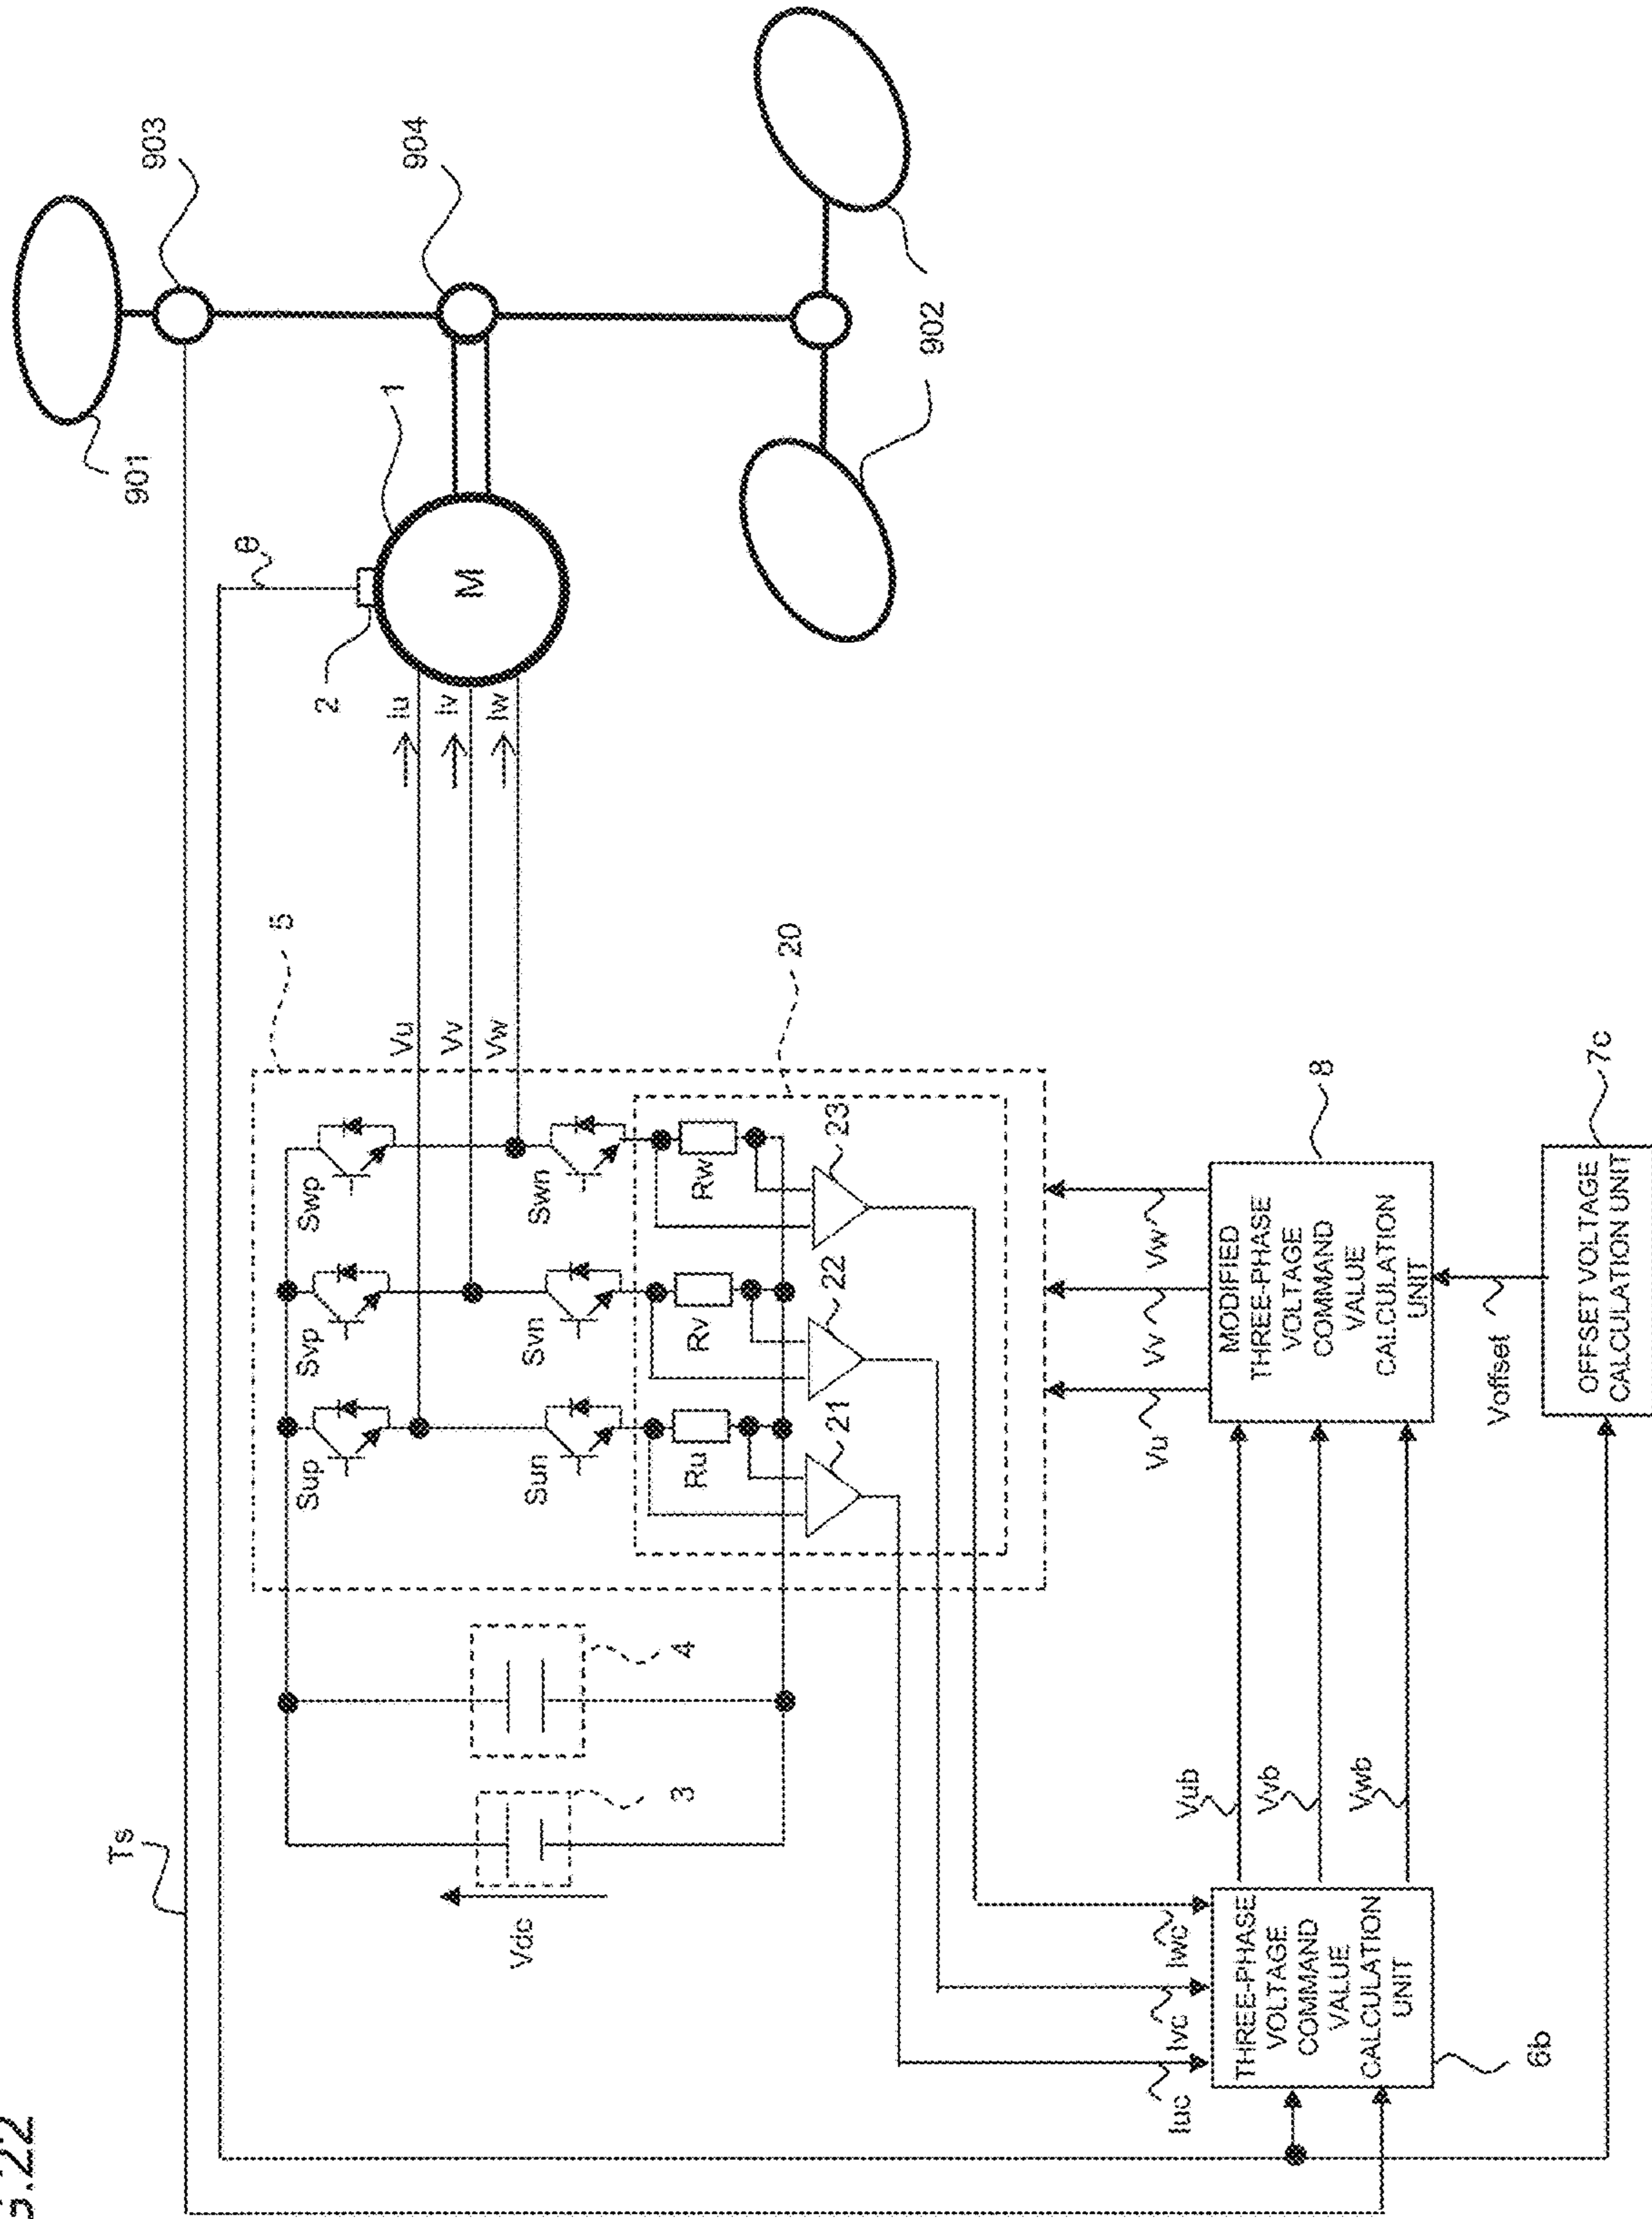 903
904
901
902
1
θ
2
M
Iu
Iv
Iw
5
20
Vu
Vv
Vw
Swp
Svp
Sup
Swn
Svn
Sun
Rw
Rv
Ru
23
22
21
4
3
Vdc
Ts
8
7c
Vw
Vv
Vu
MODIFIED
THREE-PHASE
VOLTAGE
COMMAND
VALUE
CALCULATION
UNIT
Voffset
OFFSET VOLTAGE
CALCULATION UNIT
Vub
Vvb
Vwb
Iwc
Ivc
Iuc
THREE-PHASE
VOLTAGE
COMMAND
VALUE
CALCULATION
UNIT
6b
.22